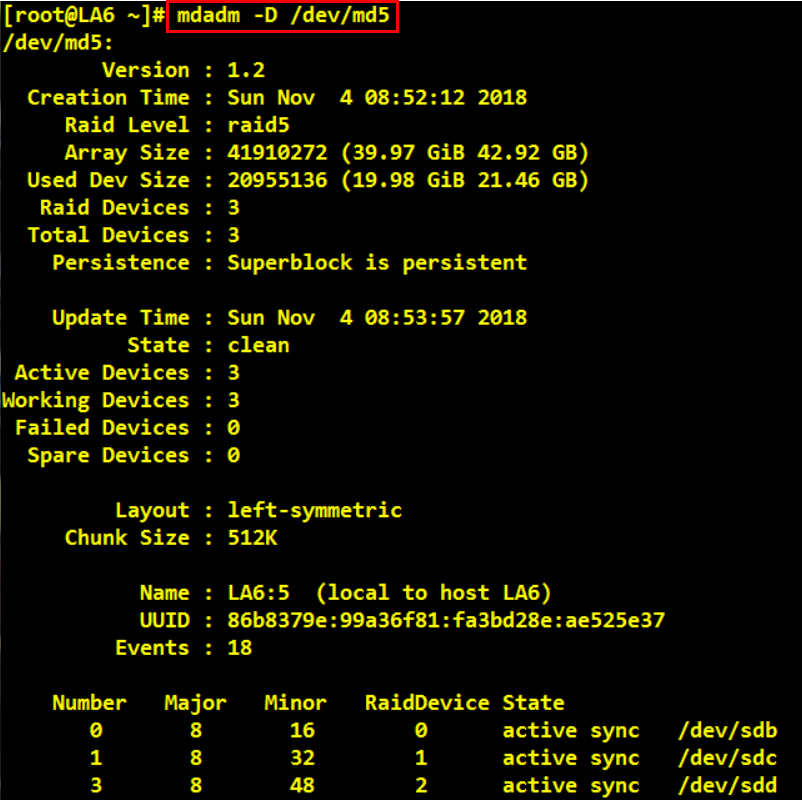 [root@LA6 ~]# mdadm -D /dev/md5
/dev/md5:
Version : 1.2
Creation Time : Sun Nov  4 08:52:12 2018
Raid Level : raid5
Array Size : 41910272 (39.97 GiB 42.92 GB)
Used Dev Size : 20955136 (19.98 GiB 21.46 GB)
Raid Devices : 3
Total Devices : 3
Persistence : Superblock is persistent
Update Time : Sun Nov  4 08:53:57 2018
State : clean
Active Devices : 3
Working Devices : 3
Failed Devices : 0
Spare Devices : 0
Layout : left-symmetric
Chunk Size : 512K
Name : LA6:5  (local to host LA6)
UUID : 86b8379e:99a36f81:fa3bd28e:ae525e37
Events : 18
Number   Major   Minor   RaidDevice State
0       8       16        0      active sync   /dev/sdb
1       8       32        1      active sync   /dev/sdc
3       8       48        2      active sync   /dev/sdd